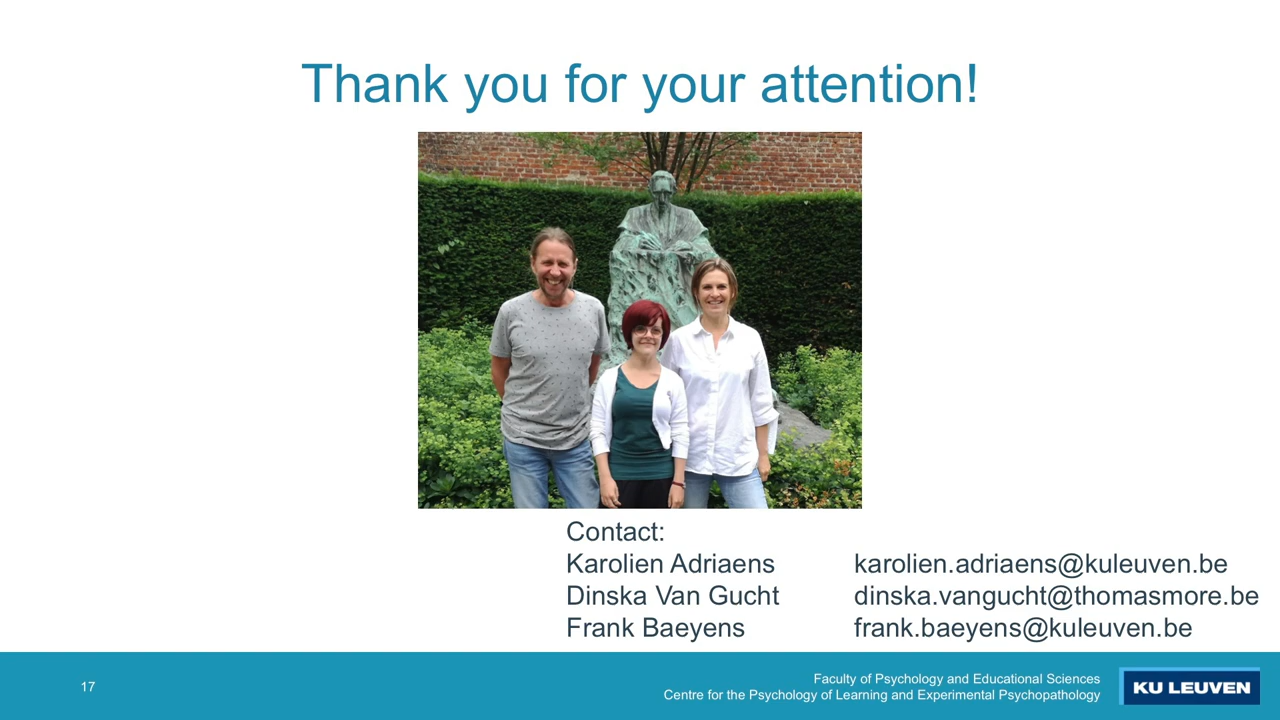 Thank you for your attention!
Contact:
Karolien Adriaens karolien.adriaens@kuleuven.be
Dinska Van Gucht dinska.vangucht@thomasmore.be
Frank Baeyens frank.baeyens@kuleuven.be
17
Faculty of Psychology and Educational Sciences
Centre for the Psychology of Learning and Experimental Psychopathology
KU LEUVEN